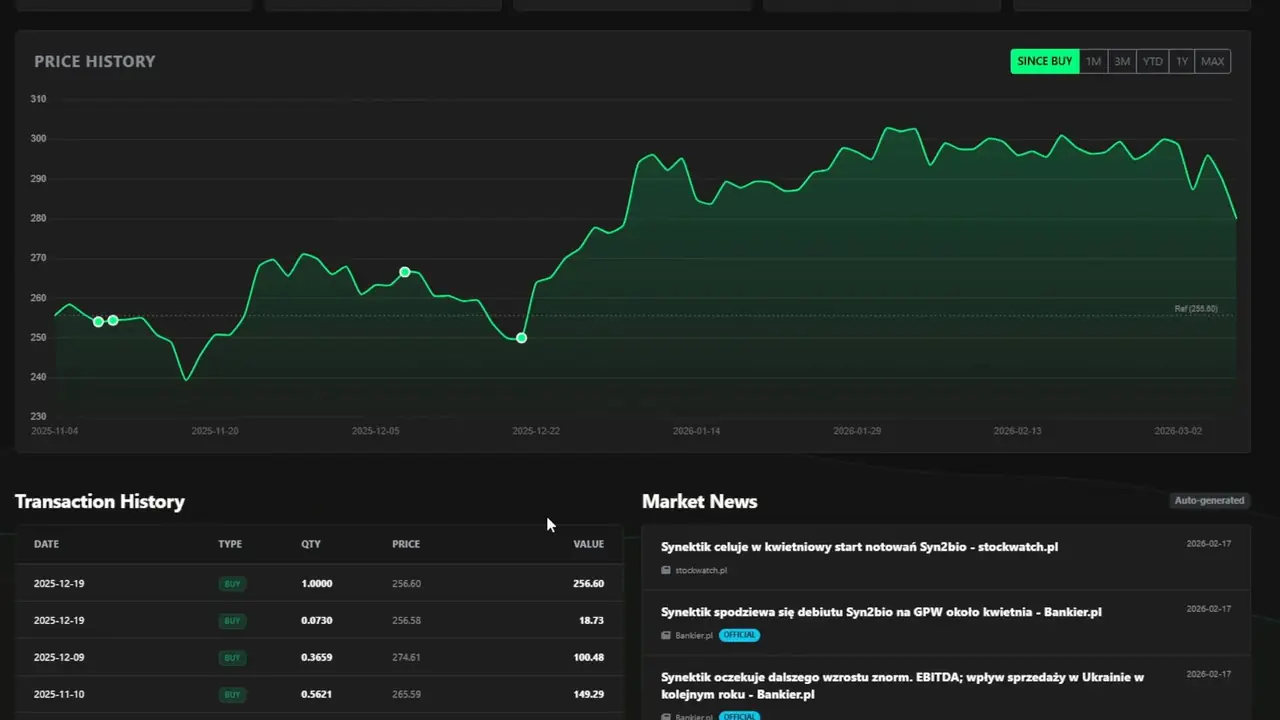 PRICE HISTORY
SINCE BUY 1M 3M YTD 1Y MAX
310
300
290
280
270
260
250
240
230
Ref (255.60)
2025-11-04 2025-11-20 2025-12-05 2025-12-22 2026-01-14 2026-01-29 2026-02-13 2026-03-02
Transaction History
DATE TYPE QTY PRICE VALUE
2025-12-19 BUY 1.0000 256.60 256.60
2025-12-19 BUY 0.0730 256.58 18.73
2025-12-09 BUY 0.3659 274.61 100.48
2025-11-10 BUY 0.5621 265.59 149.29
Market News
Auto-generated
Synektik celuje w kwietniowy start notowań Syn2bio - stockwatch.pl
2026-02-17
stockwatch.pl
Synektik spodziewa się debiutu Syn2bio na GPW około kwietnia - Bankier.pl
2026-02-17
Bankier.pl OFFICIAL
Synektik oczekuje dalszego wzrostu znorm. EBITDA; wpływ sprzedaży w Ukrainie w
kolejnym roku - Bankier.pl
2026-02-17
Bankier.pl OFFICIAL